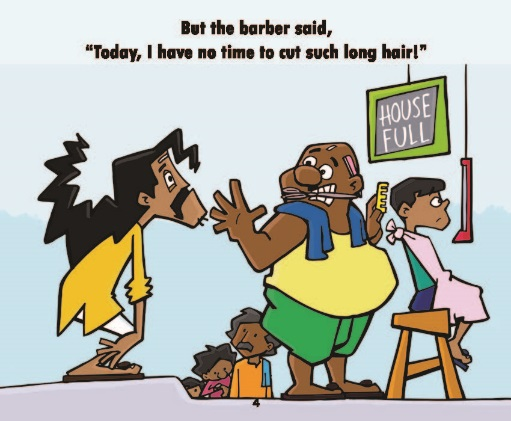 But the barber said,
“Today, I have no time to cut such long hair!”
HOUSE
FULL
4